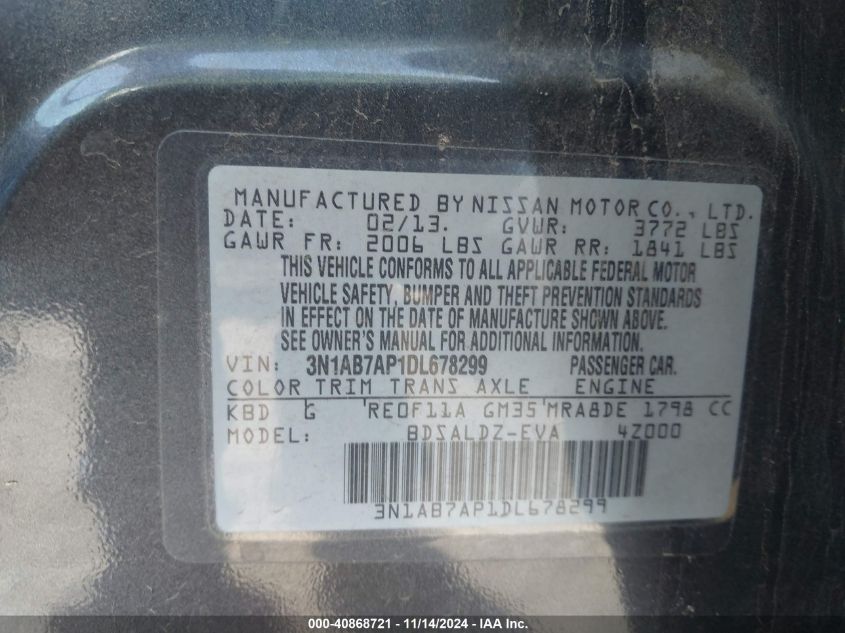 MANUFACTURED BY NISSAN MOTOR CO., LTD.
DATE: 02/13. GVWR: 3772 LBS
GAWR FR: 2006 LBS GAWR RR: 1841 LBS
THIS VEHICLE CONFORMS TO ALL APPLICABLE FEDERAL MOTOR
VEHICLE SAFETY, BUMPER AND THEFT PREVENTION STANDARDS
IN EFFECT ON THE DATE OF MANUFACTURE SHOWN ABOVE.
SEE OWNER'S MANUAL FOR ADDITIONAL INFORMATION.
VIN: 3N1AB7AP1DL678299 PASSENGER CAR.
COLOR TRIM TRANS AXLE ENGINE
KBD G RE0F11A GM35 MRA8DE 1798 CC
MODEL: BDSALDZ-EVA 4Z000
3N1AB7AP1DL678299
000-40868721 - 11/14/2024 - IAA Inc.